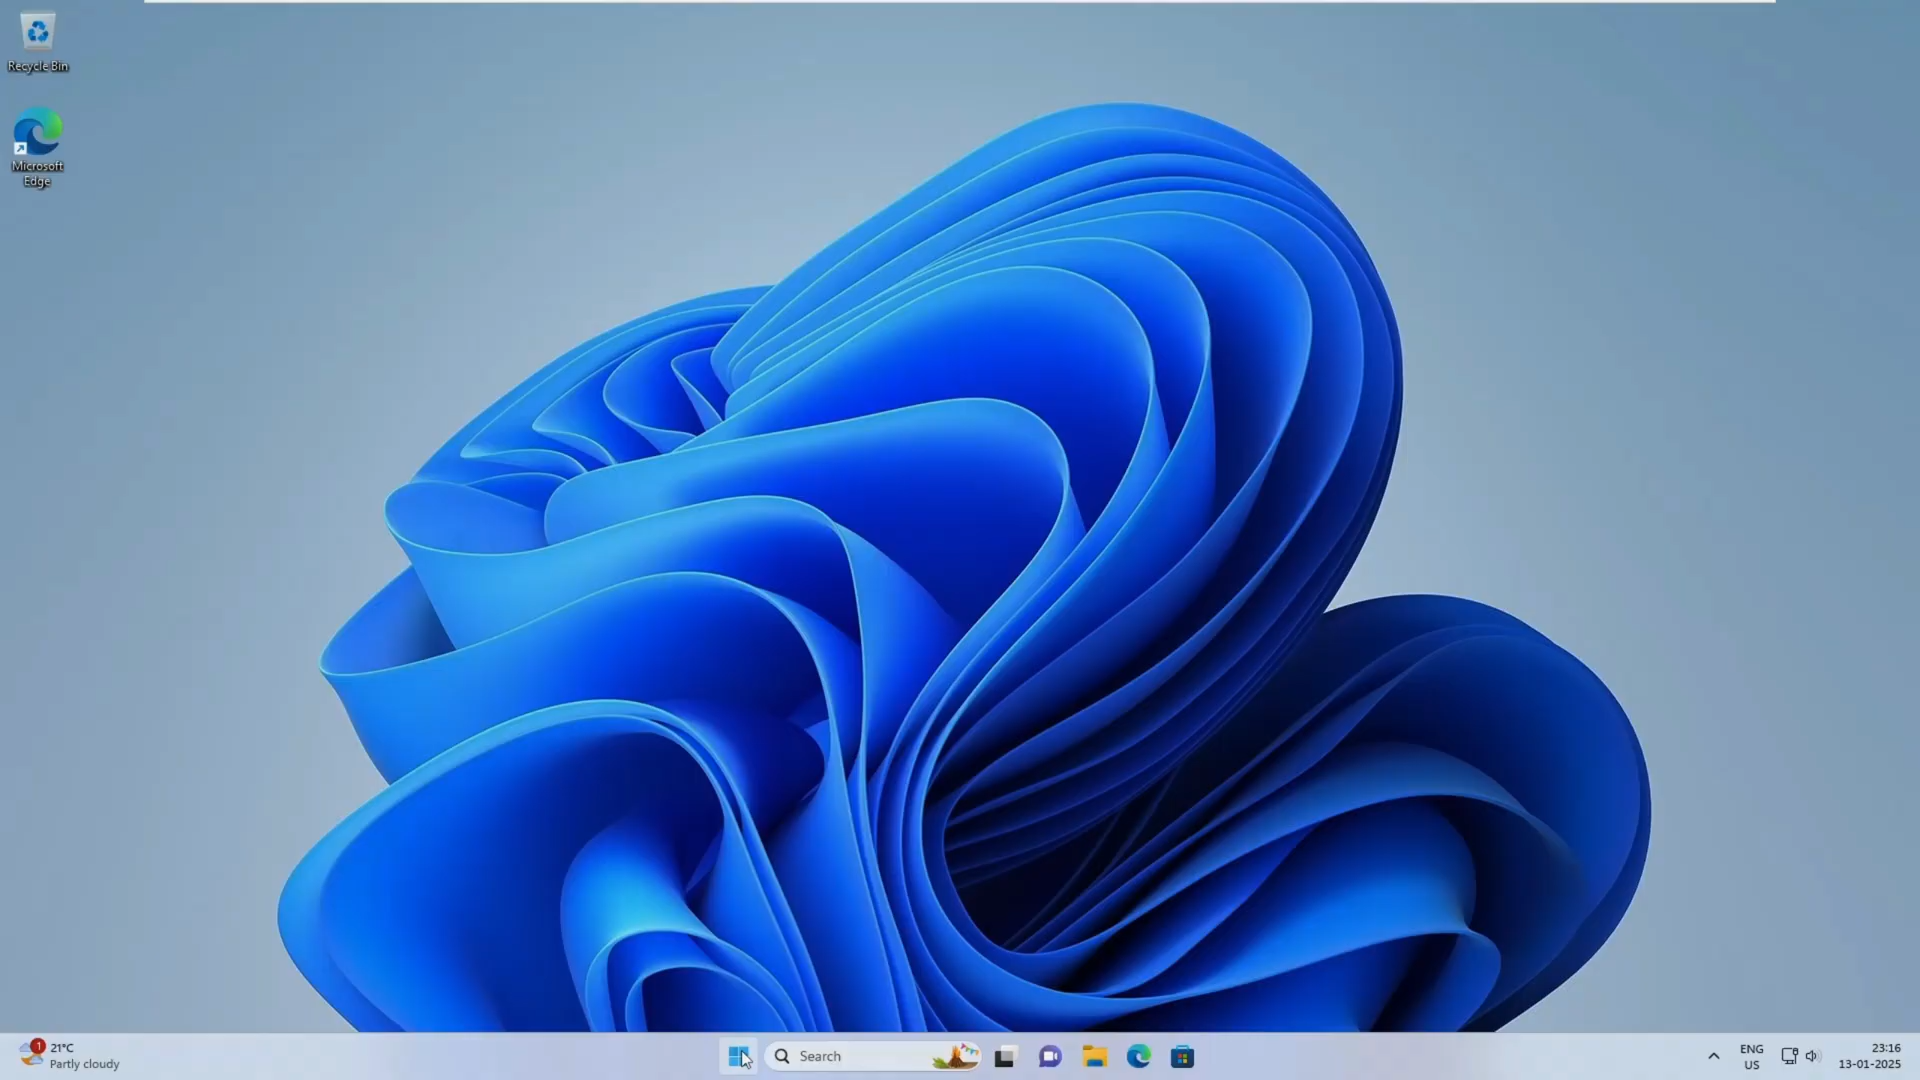 Recycle Bin
Microsoft
Edge
1
21°C
Partly cloudy
Search
ENG
US
23:16
13-01-2025